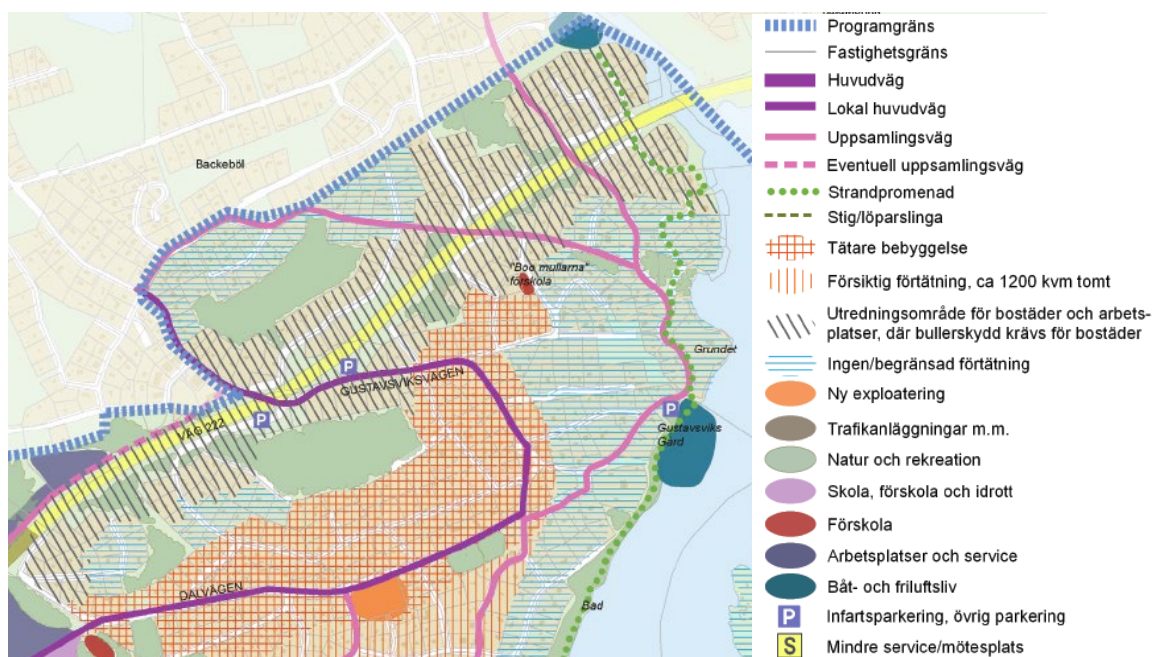 Backeböl
"Boo mullarna"
förskola
Grundet
P
GUSTAVSVIKSVÄGEN
P
VÄG 222
P
Gustavsviks
Gård
DALVÄGEN
Bad
Programgräns
Fastighetsgräns
Huvudväg
Lokal huvudväg
Uppsamlingsväg
Eventuell uppsamlingsväg
Strandpromenad
Stig/löparslinga
Tätare bebyggelse
Försiktig förtätning, ca 1200 kvm tomt
Utredningsområde för bostäder och arbets-
platser, där bullerskydd krävs för bostäder
Ingen/begränsad förtätning
Ny exploatering
Trafikanläggningar m.m.
Natur och rekreation
Skola, förskola och idrott
Förskola
Arbetsplatser och service
Båt- och friluftsliv
P Infartsparkering, övrig parkering
S Mindre service/mötesplats